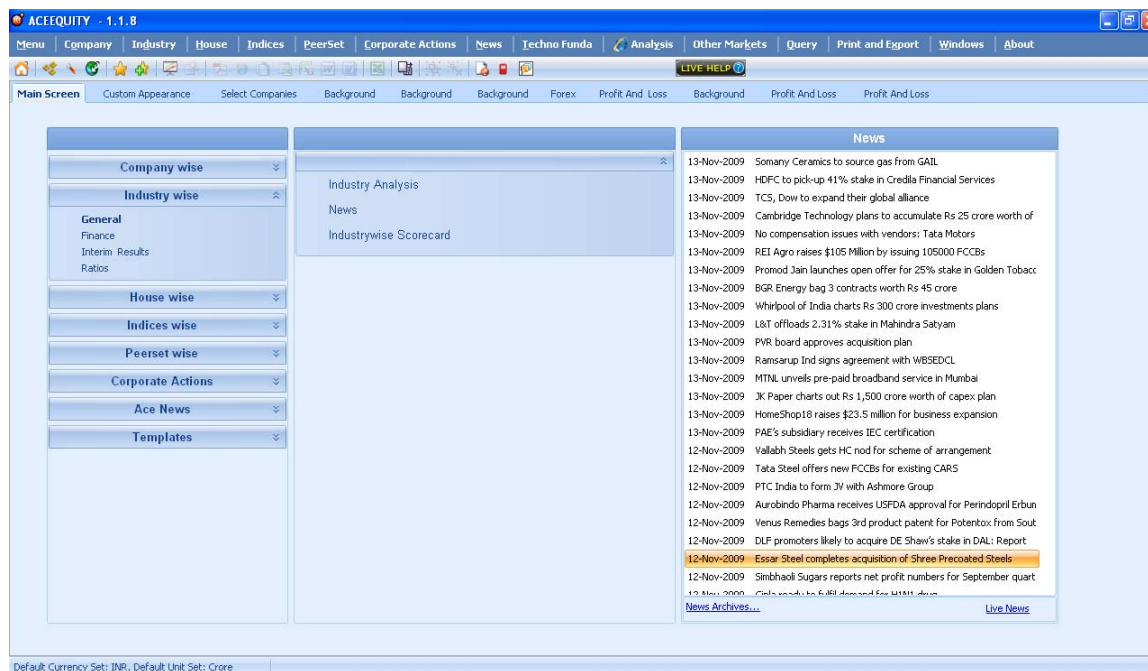 ACEEQUITY - 1.1.8
Menu Company Industry House Indices PeerSet Corporate Actions News Techno Funda Analysis Other Markets Query Print and Export Windows About
LIVE HELP ?
Main Screen Custom Appearance Select Companies Background Background Background Forex Profit And Loss Background Profit And Loss Profit And Loss
Company wise
Industry wise
General
Finance
Interim Results
Ratios
House wise
Indices wise
Peerset wise
Corporate Actions
Ace News
Templates
Industry Analysis
News
Industrywise Scorecard
News
13-Nov-2009 Somany Ceramics to source gas from GAIL
13-Nov-2009 HDFC to pick-up 41% stake in Credila Financial Services
13-Nov-2009 TCS, Dow to expand their global alliance
13-Nov-2009 Cambridge Technology plans to accumulate Rs 25 crore worth of
13-Nov-2009 No compensation issues with vendors: Tata Motors
13-Nov-2009 REI Agro raises $105 Million by issuing 105000 FCCBs
13-Nov-2009 Promod Jain launches open offer for 25% stake in Golden Tobacc
13-Nov-2009 BGR Energy bag 3 contracts worth Rs 45 crore
13-Nov-2009 Whirlpool of India charts Rs 300 crore investments plans
13-Nov-2009 L&T offloads 2.31% stake in Mahindra Satyam
13-Nov-2009 PVR board approves acquisition plan
13-Nov-2009 Ramsarup Ind signs agreement with WBSEDCL
13-Nov-2009 MTNL unveils pre-paid broadband service in Mumbai
13-Nov-2009 JK Paper charts out Rs 1,500 crore worth of capex plan
13-Nov-2009 HomeShop18 raises $23.5 million for business expansion
13-Nov-2009 PAE's subsidiary receives IEC certification
12-Nov-2009 Vallabh Steels gets HC nod for scheme of arrangement
12-Nov-2009 Tata Steel offers new FCCBs for existing CARS
12-Nov-2009 PTC India to form JV with Ashmore Group
12-Nov-2009 Aurobindo Pharma receives USFDA approval for Perindopril Erbun
12-Nov-2009 Venus Remedies bags 3rd product patent for Potentox from Sout
12-Nov-2009 DLF promoters likely to acquire DE Shaw's stake in DAL: Report
12-Nov-2009 Essar Steel completes acquisition of Shree Precoated Steels
12-Nov-2009 Simbhaoli Sugars reports net profit numbers for September quart
12-Nov-2009 Cipla ready to fulfil demand for H1N1 drug
News Archives... Live News
Default Currency Set: INR, Default Unit Set: Crore